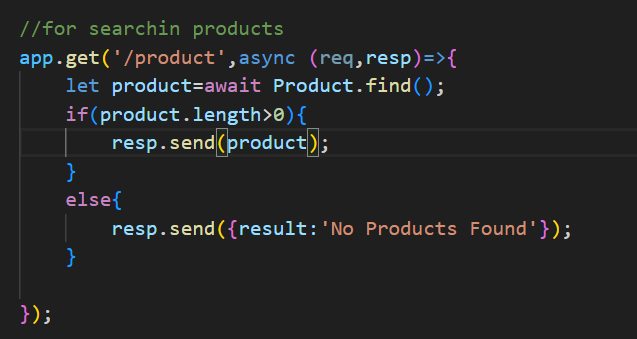 //for searchin products
app.get('/product',async (req,resp)=>{
    let product=await Product.find();
    if(product.length>0){
        resp.send(product);
    }
    else{
        resp.send({result:'No Products Found'});
    }

});